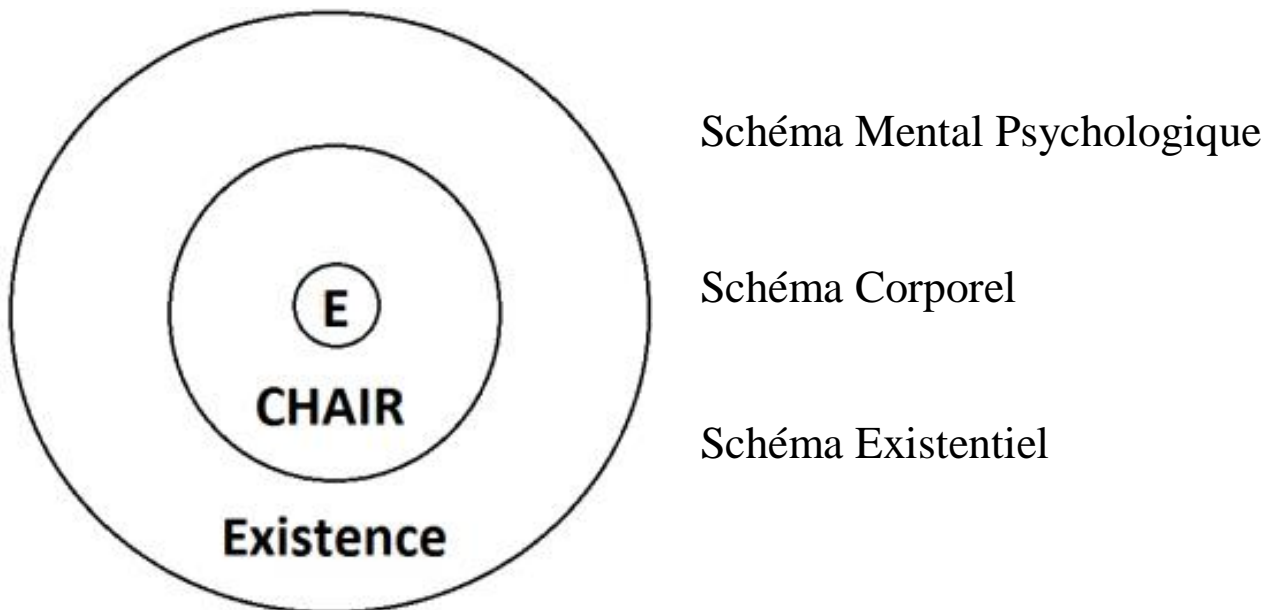 Schéma Mental Psychologique
Schéma Corporel
E
CHAIR
Schéma Existentiel
Existence